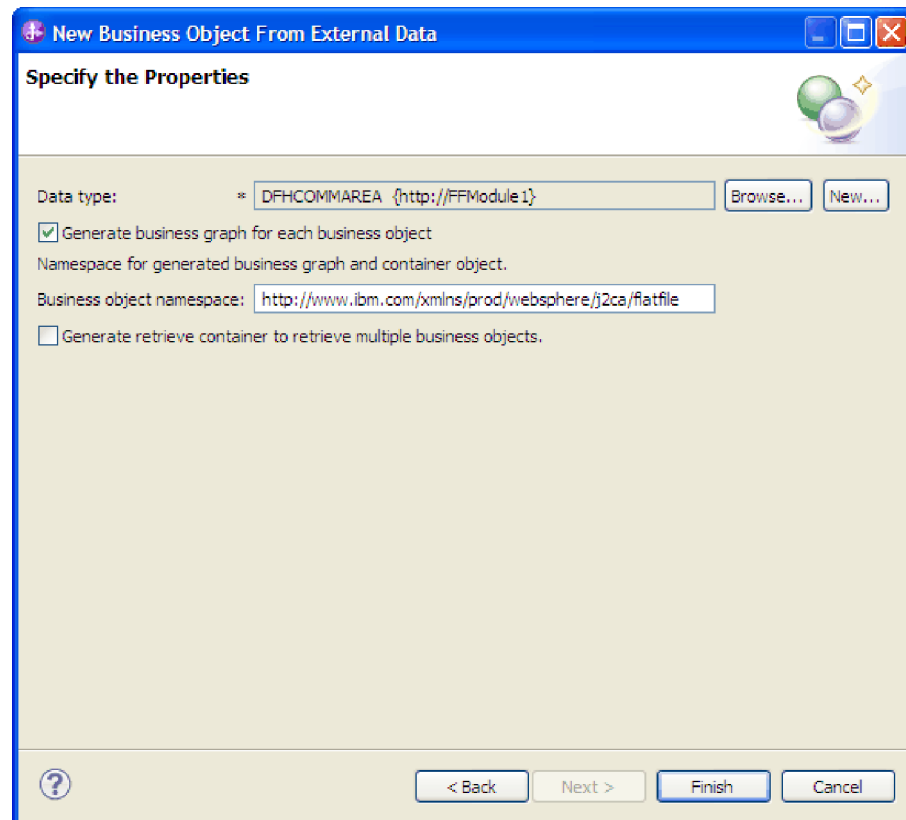 New Business Object From External Data
Specify the Properties
Data type: * DFHCOMMAREA {http://FFModule1} Browse... New...
Generate business graph for each business object
Namespace for generated business graph and container object.
Business object namespace: http://www.ibm.com/xmlns/prod/websphere/j2ca/flatfile
Generate retrieve container to retrieve multiple business objects.
? < Back Next > Finish Cancel